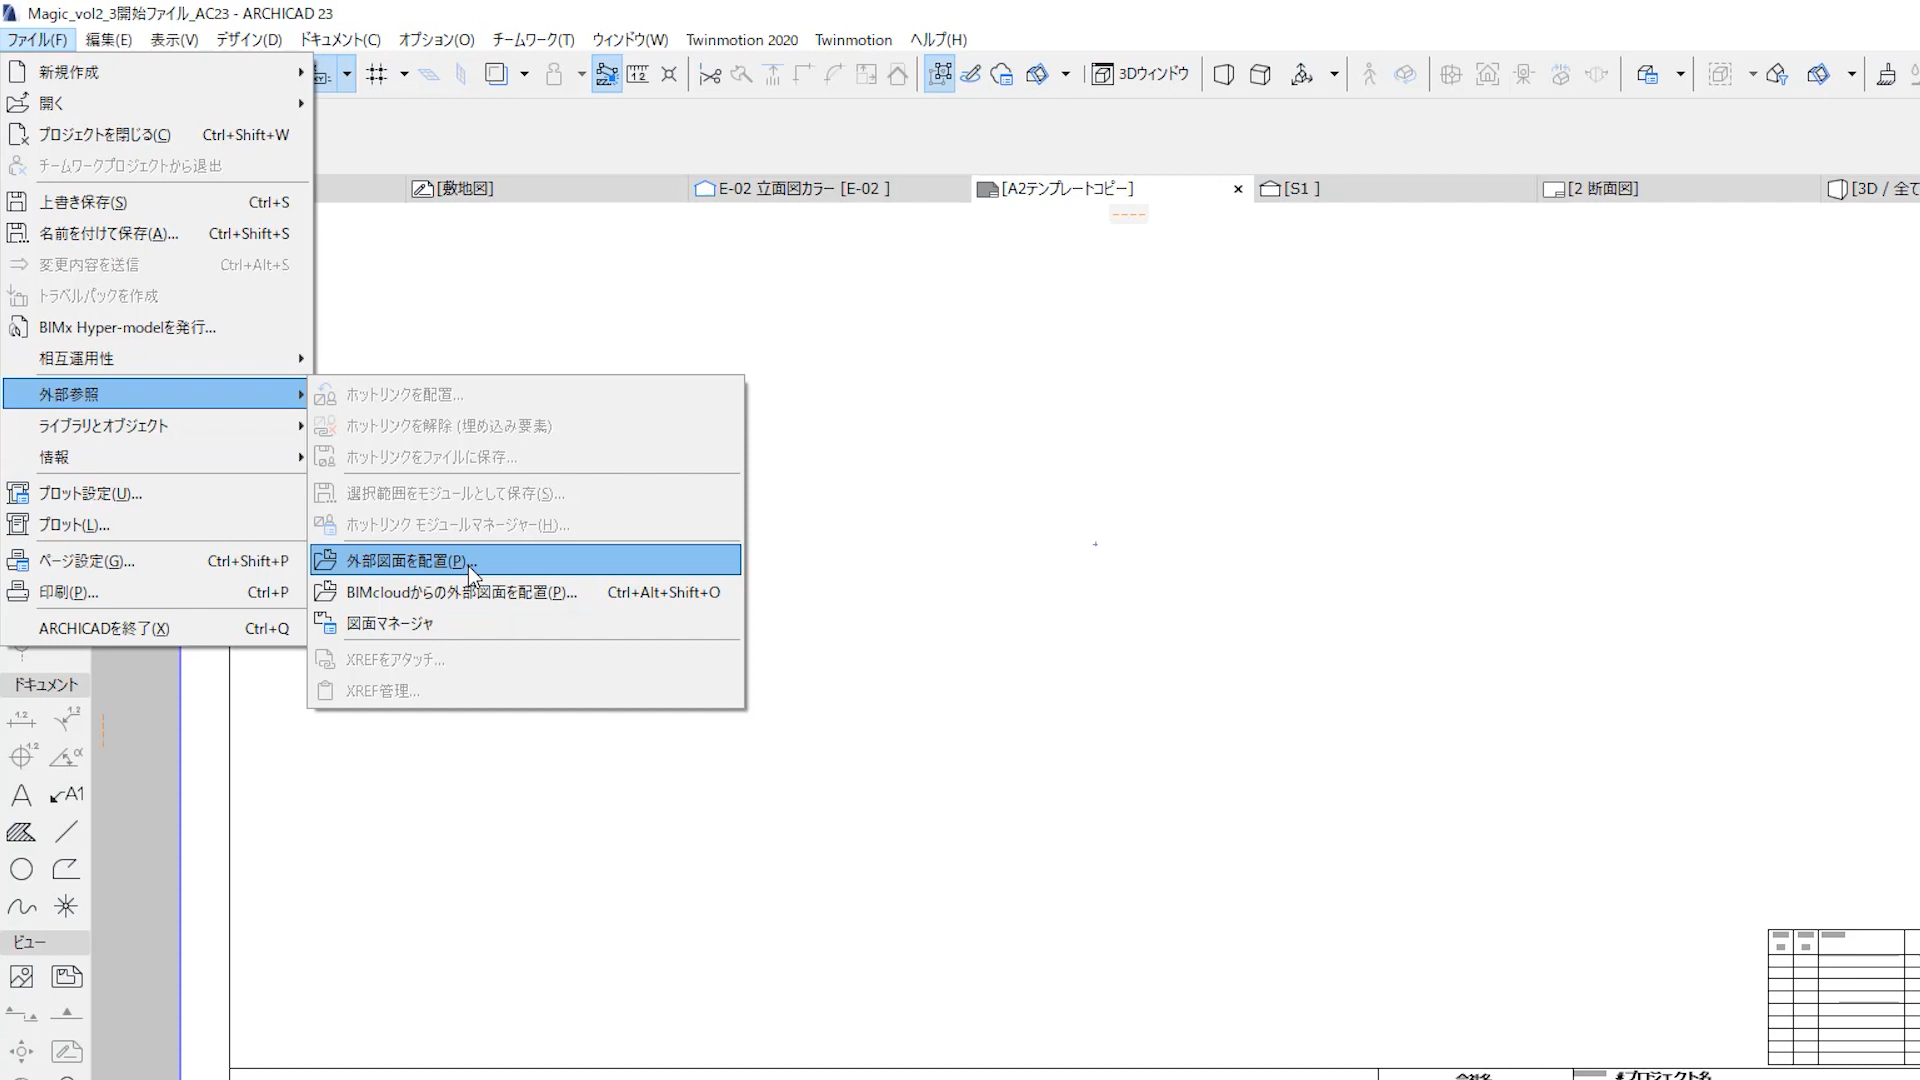 Magic_vol2_3開始ファイル_AC23 - ARCHICAD 23
ファイル(F) 編集(E) 表示(V) デザイン(D) ドキュメント(C) オプション(O) チームワーク(T) ウィンドウ(W) Twinmotion 2020 Twinmotion ヘルプ(H)
3Dウィンドウ
新規作成
開く
プロジェクトを閉じる(C) Ctrl+Shift+W
チームワークプロジェクトから退出
上書き保存(S) Ctrl+S
名前を付けて保存(A)... Ctrl+Shift+S
変更内容を送信 Ctrl+Alt+S
トラベルパックを作成
BIMx Hyper-modelを発行...
相互運用性
外部参照
ライブラリとオブジェクト
情報
プロット設定(U)...
プロット(L)...
ページ設定(G)... Ctrl+Shift+P
印刷(P)... Ctrl+P
ARCHICADを終了(X) Ctrl+Q
[敷地図] E-02 立面図カラー [E-02 ] [A2テンプレートコピー] [S1 ] [2 断面図] [3D / 全て
ホットリンクを配置...
ホットリンクを解除 (埋め込み要素)
ホットリンクをファイルに保存...
選択範囲をモジュールとして保存(S)...
ホットリンク モジュールマネージャー(H)...
外部図面を配置(P)...
BIMcloudからの外部図面を配置(P)... Ctrl+Alt+Shift+O
図面マネージャ
XREFをアタッチ...
XREF管理...
ドキュメント
1.2 1.2
1.2 α
A A1
ビュー
#プロジェクト名